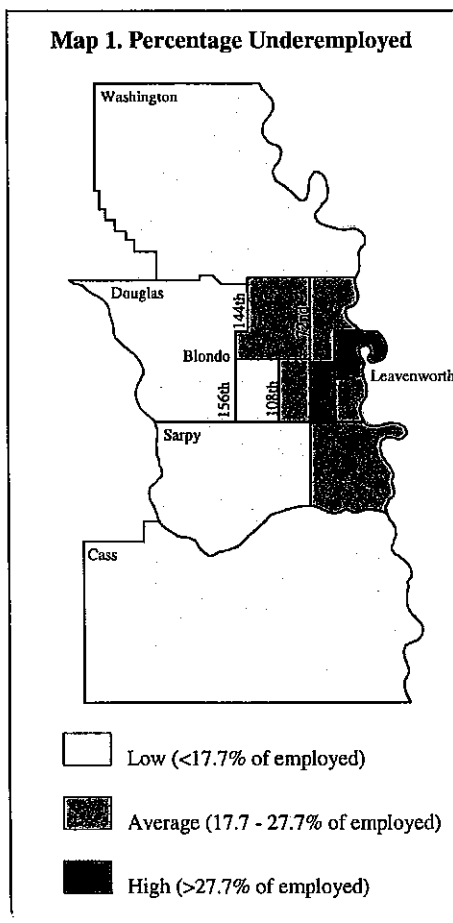 Map 1. Percentage Underemployed
Washington
Douglas
144th
72nd
Blondo
Leavenworth
156th
108th
Sarpy
Cass
Low (<17.7% of employed)
Average (17.7 - 27.7% of employed)
High (>27.7% of employed)